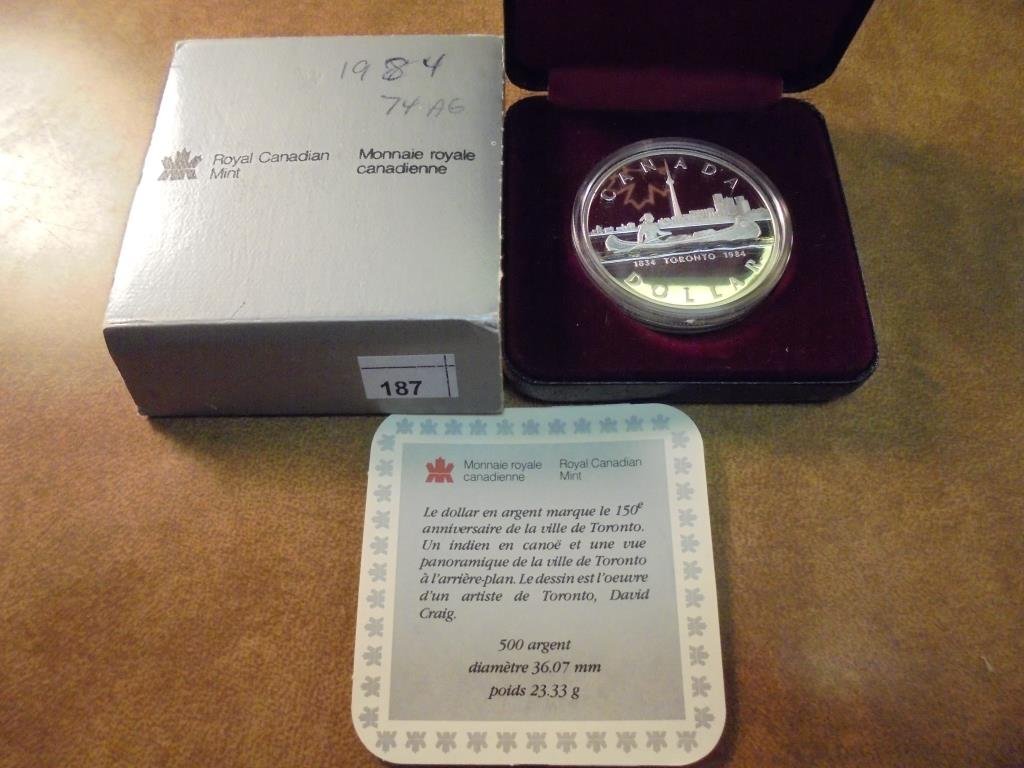 1984
74 AG
Royal Canadian Mint
Monnaie royale canadienne
187
CANADA
1834 TORONTO 1984
DOLLAR
Monnaie royale canadienne
Royal Canadian Mint
Le dollar en argent marque le 150e
anniversaire de la ville de Toronto.
Un indien en canoë et une vue
panoramique de la ville de Toronto
à l'arrière-plan. Le dessin est l'oeuvre
d'un artiste de Toronto, David
Craig.
500 argent
diamètre 36.07 mm
poids 23.33 g